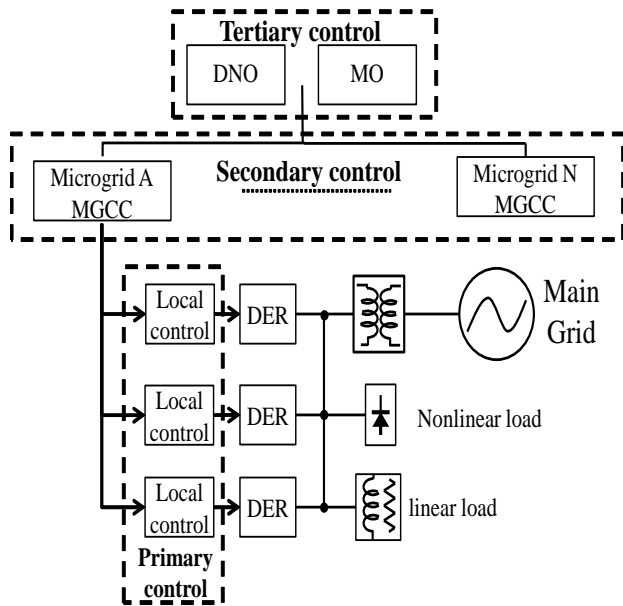 Tertiary control
DNO
MO
Microgrid A
MGCC
Secondary control
Microgrid N
MGCC
Local
control
DER
Main
Grid
Local
control
DER
Nonlinear load
Local
control
DER
linear load
Primary
control